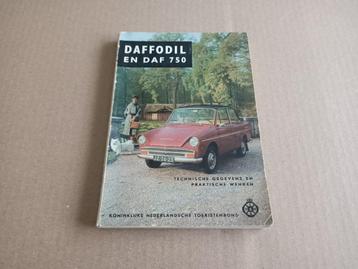 DAFFODIL
EN DAF 750
TECHNISCHE GEGEVENS EN
PRAKTISCHE WENKEN
KONINKLIJKE NEDERLANDSCHE TOERISTENBOND